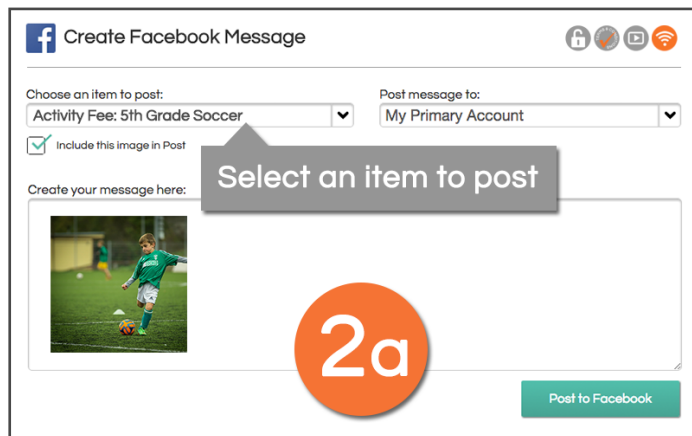 Create Facebook Message
Choose an item to post:
Activity Fee: 5th Grade Soccer
Post message to:
My Primary Account
Include this image in Post
Select an item to post
Create your message here:
2a
Post to Facebook